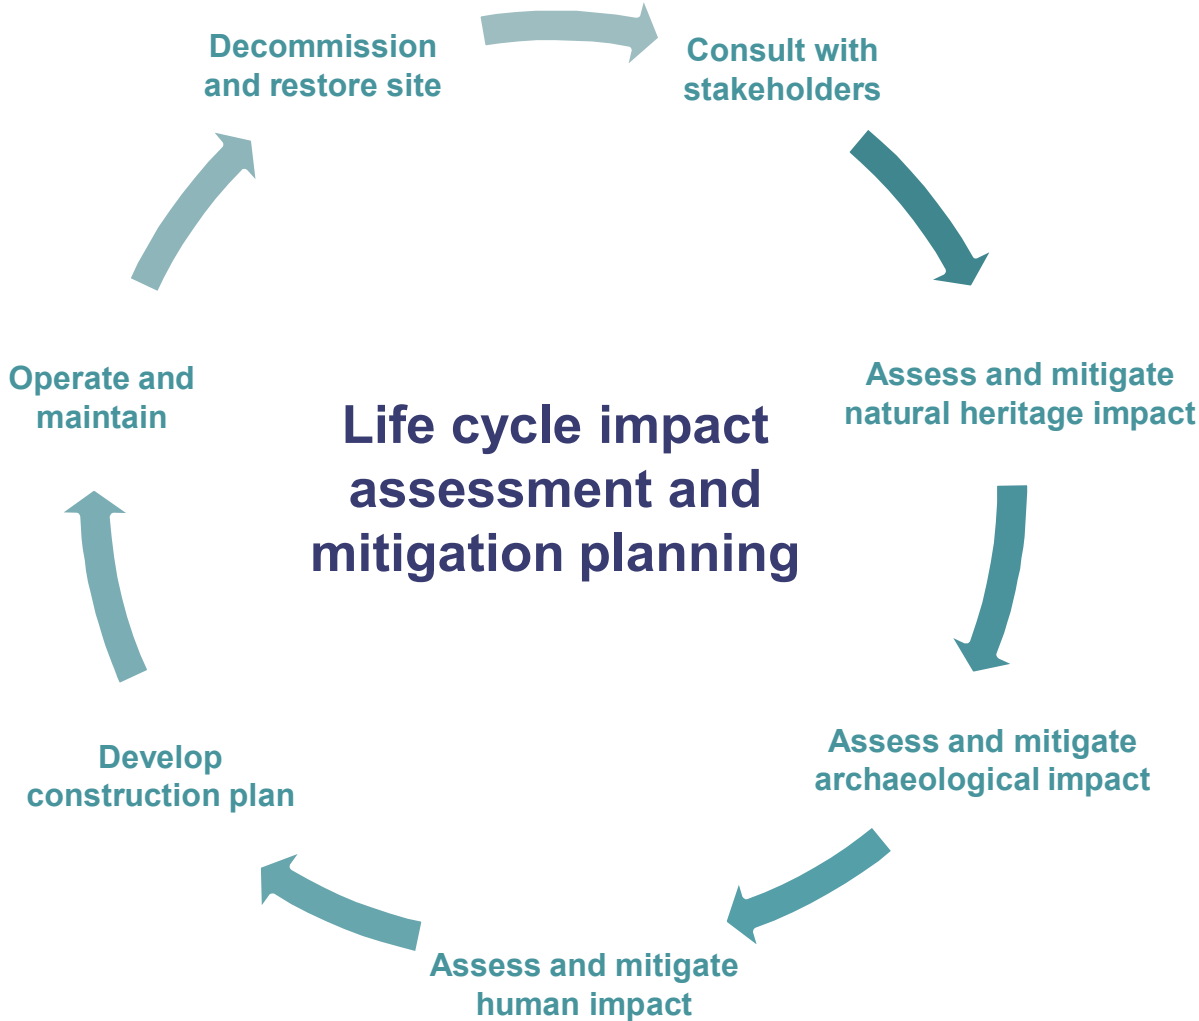 Decommission
and restore site
Consult with
stakeholders
Assess and mitigate
natural heritage impact
Assess and mitigate
archaeological impact
Assess and mitigate
human impact
Develop
construction plan
Operate and
maintain
Life cycle impact
assessment and
mitigation planning